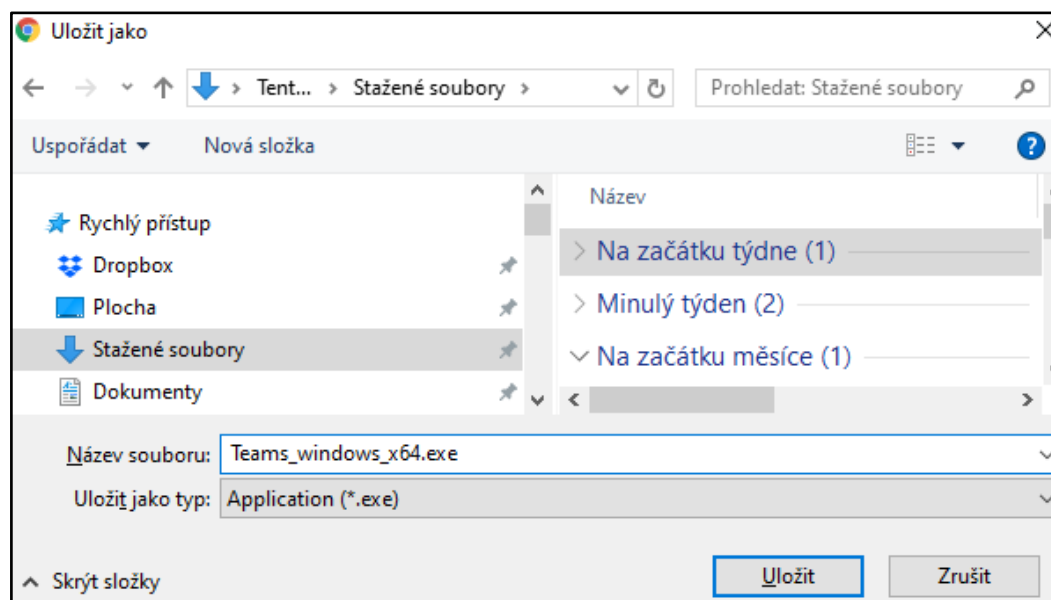 Uložit jako
Tent... Stažené soubory Prohledat: Stažené soubory
Uspořádat Nová složka
Název
Rychlý přístup
Dropbox
Plocha
Stažené soubory
Dokumenty
Na začátku týdne (1)
Minulý týden (2)
Na začátku měsíce (1)
Název souboru: Teams_windows_x64.exe
Uložit jako typ: Application (*.exe)
Skrýt složky Uložit Zrušit